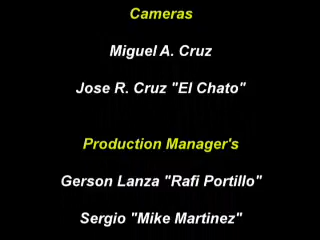 Cameras
Miguel A. Cruz
Jose R. Cruz "El Chato"
Production Manager's
Gerson Lanza "Rafi Portillo"
Sergio "Mike Martinez"